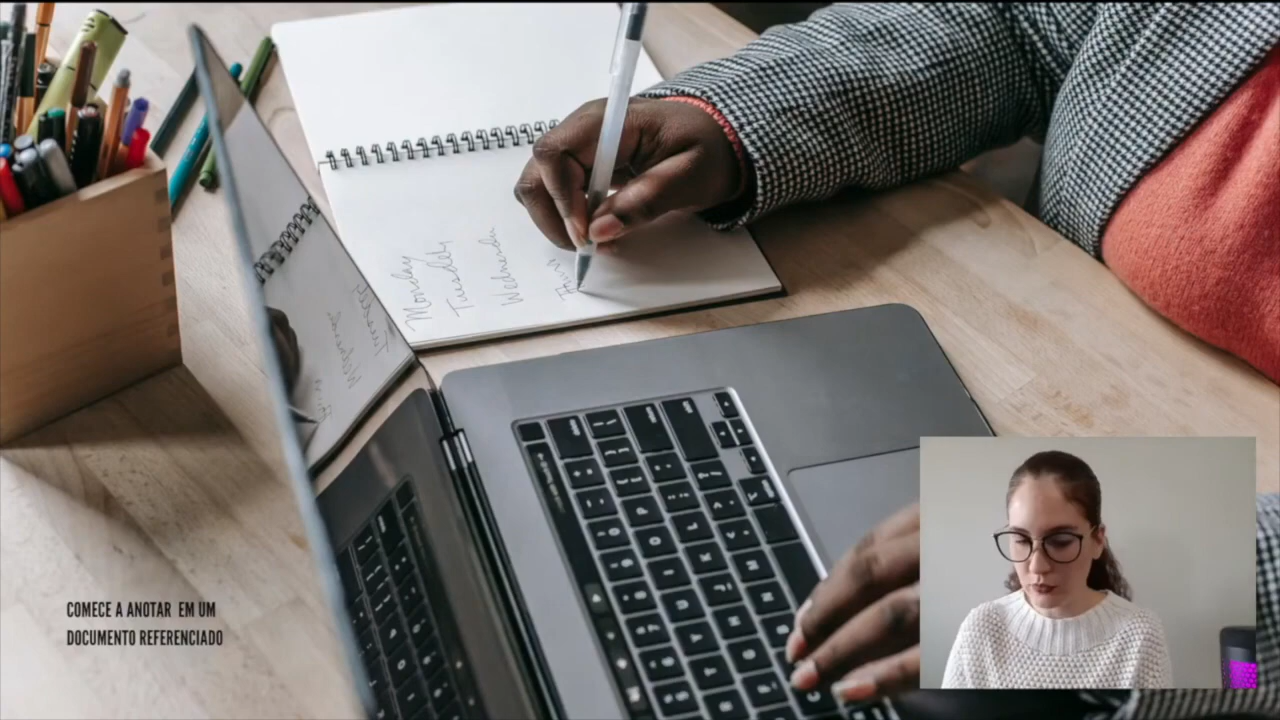 Monday
Tuesday
Wednesday
COMECE A ANOTAR EM UM
DOCUMENTO REFERENCIADO